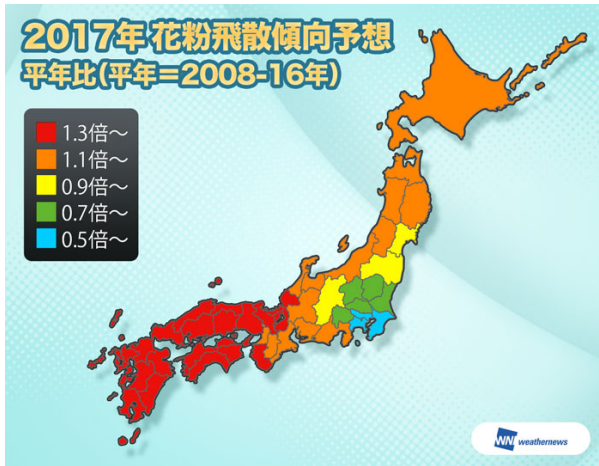 2017年 花粉飛散傾向予想
平年比(平年=2008-16年)
1.3倍〜
1.1倍〜
0.9倍〜
0.7倍〜
0.5倍〜
WNI weathernews